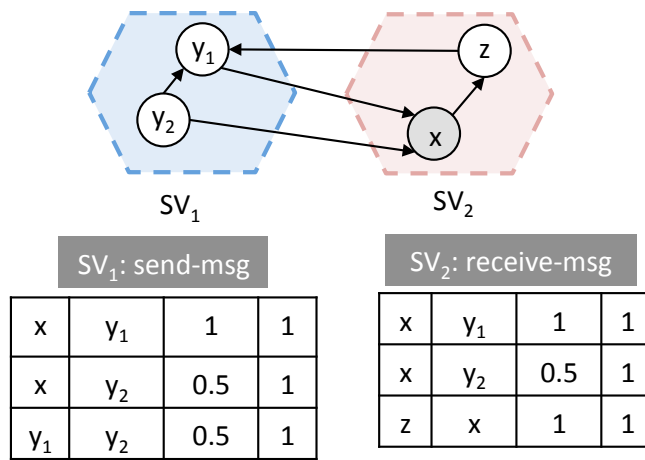 y₁
z
y₂
x
SV₁
SV₂
SV₁: send-msg
SV₂: receive-msg
x y₁ 1 1
x y₂ 0.5 1
y₁ y₂ 0.5 1
x y₁ 1 1
x y₂ 0.5 1
z x 1 1